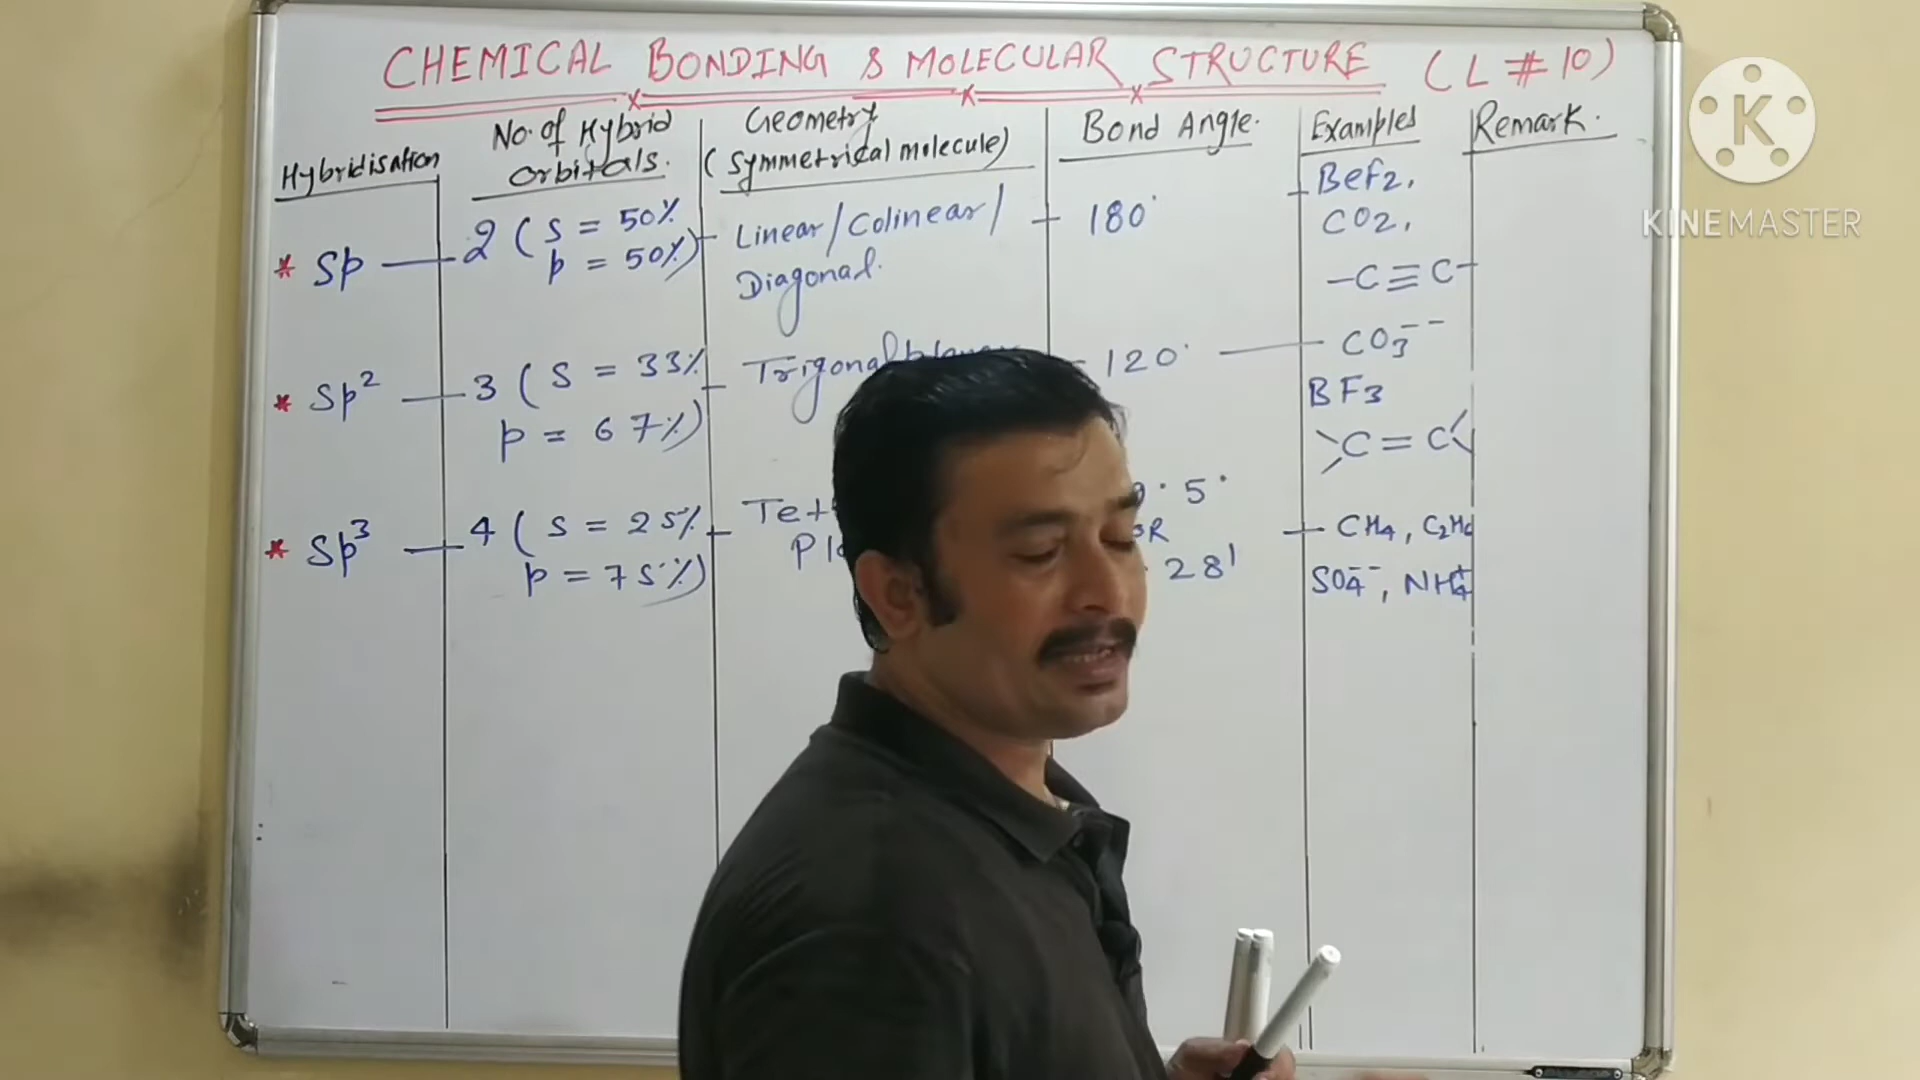 CHEMICAL BONDING & MOLECULAR STRUCTURE (L # 10)
Hybridisation
No. of Hybrid
orbitals.
Geometry
(symmetrical molecule)
Bond Angle.
Examples
Remark.
* Sp — 2 ( s = 50%
p = 50%)
Linear/Colinear/
Diagonal.
180°
BeF2,
CO2,
–C≡C–
* Sp² — 3 ( s = 33%
p = 67%)
Trigonal
120°
CO3⁻⁻
BF3
>C=C<
* Sp³ — 4 ( s = 25%
p = 75%)
5°
28'
CH4,
SO4⁻⁻, NH4⁺
K
KINEMASTER